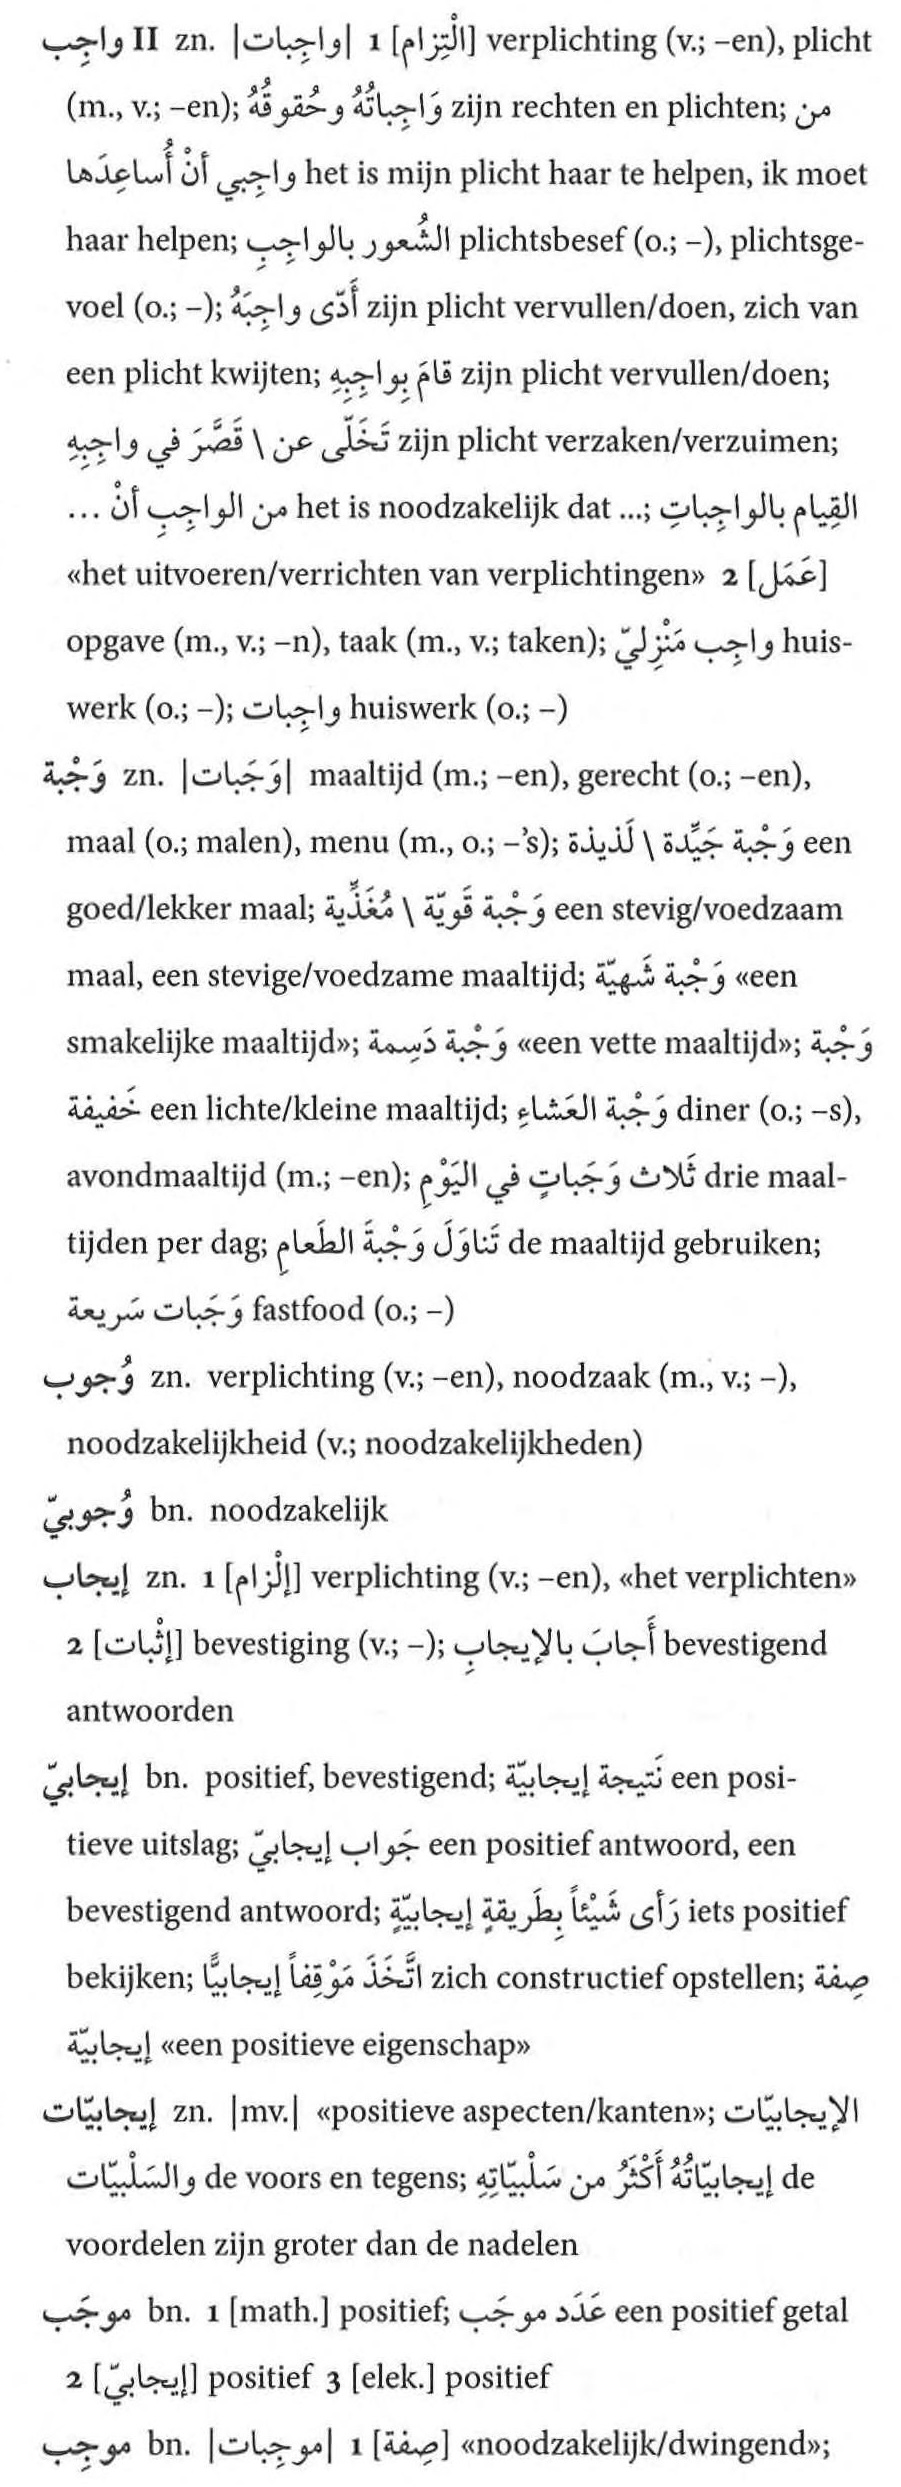 واجِب II zn. |واجِبات| 1 [الْتِزام] verplichting (v.; –en), plicht
(m., v.; –en); وَاجِباتُهُ وحُقوقُهُ zijn rechten en plichten; من
واجِبي أنْ أُساعِدَها het is mijn plicht haar te helpen, ik moet
haar helpen; الشُعور بالواجِبِ plichtsbesef (o.; –), plichtsge-
voel (o.; –); أَدّى واجِبَهُ zijn plicht vervullen/doen, zich van
een plicht kwijten; قامَ بِواجِبِهِ zijn plicht vervullen/doen;
تَخَلّى عن \ قَصَّرَ في واجِبِهِ zijn plicht verzaken/verzuimen;
من الواجِبِ أنْ ... het is noodzakelijk dat ...; القِيام بالواجِباتِ
«het uitvoeren/verrichten van verplichtingen» 2 [عَمَل]
opgave (m., v.; –n), taak (m., v.; taken); واجِب مَنْزِليّ huis-
werk (o.; –); واجِبات huiswerk (o.; –)
وَجْبة zn. |وَجَبات| maaltijd (m.; –en), gerecht (o.; –en),
maal (o.; malen), menu (m., o.; –’s); وَجْبة جَيِّدة \ لَذيذة een
goed/lekker maal; وَجْبة قَويّة \ مُغَذِّية een stevig/voedzaam
maal, een stevige/voedzame maaltijd; وَجْبة شَهيّة «een
smakelijke maaltijd»; وَجْبة دَسِمة «een vette maaltijd»; وَجْبة
خَفيفة een lichte/kleine maaltijd; وَجْبة العَشاءِ diner (o.; –s),
avondmaaltijd (m.; –en); ثَلاث وَجَباتٍ في اليَوْمِ drie maal-
tijden per dag; تَناوَلَ وَجْبةَ الطَعامِ de maaltijd gebruiken;
وَجَبات سَريعة fastfood (o.; –)
وُجوب zn. verplichting (v.; –en), noodzaak (m., v.; –),
noodzakelijkheid (v.; noodzakelijkheden)
وُجوبيّ bn. noodzakelijk
إيجاب zn. 1 [إلْزام] verplichting (v.; –en), «het verplichten»
2 [إثْبات] bevestiging (v.; –); أَجابَ بالإيجابِ bevestigend
antwoorden
إيجابيّ bn. positief, bevestigend; نَتيجة إيجابيّة een posi-
tieve uitslag; جَواب إيجابيّ een positief antwoord, een
bevestigend antwoord; رَأى شَيْئاً بِطَريقةٍ إيجابيّةٍ iets positief
bekijken; اتَّخَذَ مَوْقِفاً إيجابيًّا zich constructief opstellen; صِفة
إيجابيّة «een positieve eigenschap»
إيجابيّات zn. |mv.| «positieve aspecten/kanten»; الإيجابيّات
والسَلْبيّات de voors en tegens; إيجابيّاتُهُ أَكْثَرُ من سَلْبيّاتِهِ de
voordelen zijn groter dan de nadelen
موجَب bn. 1 [math.] positief; عَدَد موجَب een positief getal
2 [إيجابيّ] positief 3 [elek.] positief
موجِب bn. |موجِبات| 1 [صِفة] «noodzakelijk/dwingend»;